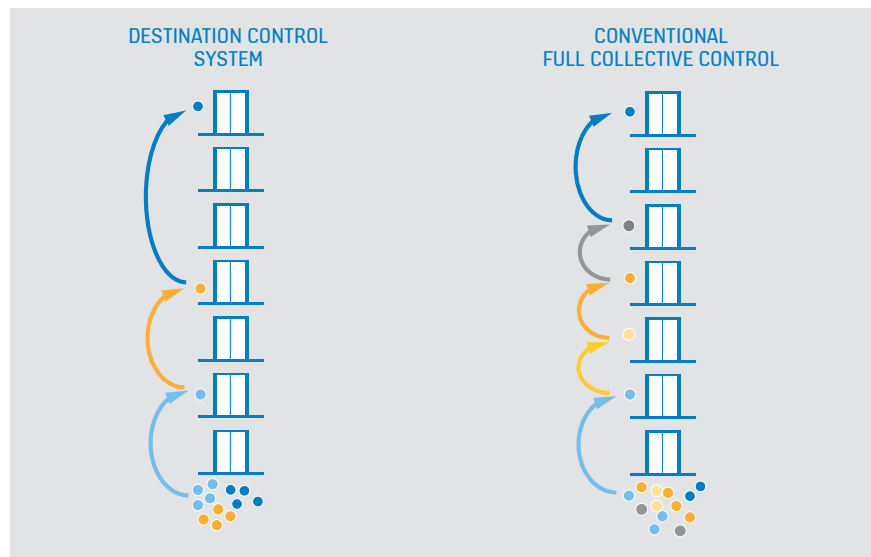 DESTINATION CONTROL
SYSTEM
CONVENTIONAL
FULL COLLECTIVE CONTROL